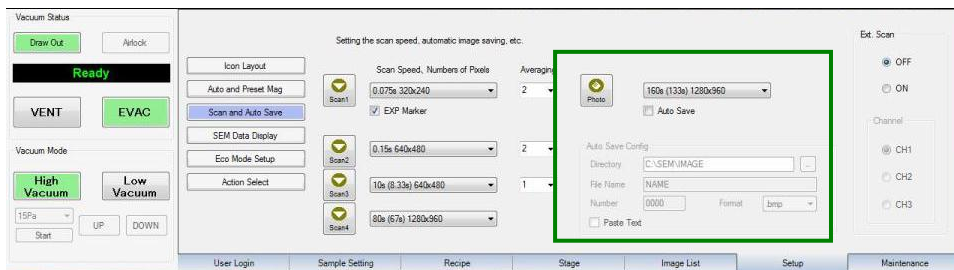 Vacuum Status
Draw Out Airlock
Ready
VENT EVAC
Vacuum Mode
High Vacuum Low Vacuum
15Pa
Start UP DOWN
Setting the scan speed, automatic image saving, etc.
Icon Layout
Auto and Preset Mag
Scan and Auto Save
SEM Data Display
Eco Mode Setup
Action Select
Scan Speed, Numbers of Pixels Averaging
Scan1 0.075s 320x240 2
EXP Marker
Scan2 0.15s 640x480 2
Scan3 10s (8.33s) 640x480 1
Scan4 80s (67s) 1280x960
Photo 160s (133s) 1280x960
Auto Save
Auto Save Config
Directory C:\SEM\IMAGE ...
File Name NAME
Number 0000 Format bmp
Paste Text
Ext. Scan
OFF
ON
Channel
CH1
CH2
CH3
User Login Sample Setting Recipe Stage Image List Setup Maintenance